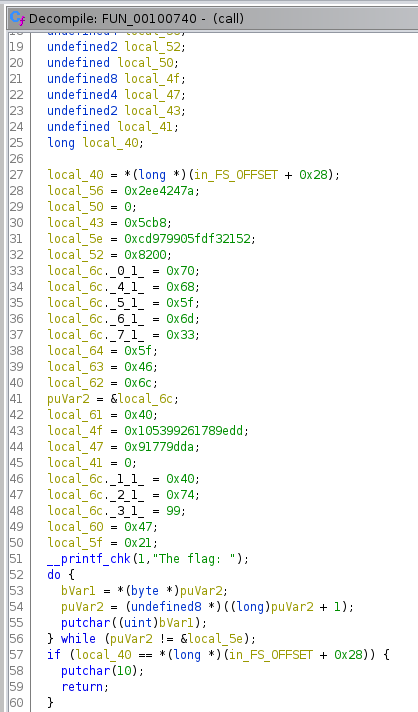 Decompile: FUN_00100740 - (call)
19 undefined2 local_52;
20 undefined local_50;
21 undefined8 local_4f;
22 undefined4 local_47;
23 undefined2 local_43;
24 undefined local_41;
25 long local_40;
26
27 local_40 = *(long *)(in_FS_OFFSET + 0x28);
28 local_56 = 0x2ee4247a;
29 local_50 = 0;
30 local_43 = 0x5cb8;
31 local_5e = 0xcd979905fdf32152;
32 local_52 = 0x8200;
33 local_6c._0_1_ = 0x70;
34 local_6c._4_1_ = 0x68;
35 local_6c._5_1_ = 0x5f;
36 local_6c._6_1_ = 0x6d;
37 local_6c._7_1_ = 0x33;
38 local_64 = 0x5f;
39 local_63 = 0x46;
40 local_62 = 0x6c;
41 puVar2 = &local_6c;
42 local_61 = 0x40;
43 local_4f = 0x105399261789edd;
44 local_47 = 0x91779dda;
45 local_41 = 0;
46 local_6c._1_1_ = 0x40;
47 local_6c._2_1_ = 0x74;
48 local_6c._3_1_ = 99;
49 local_60 = 0x47;
50 local_5f = 0x21;
51 __printf_chk(1,"The flag: ");
52 do {
53 bVar1 = *(byte *)puVar2;
54 puVar2 = (undefined8 *)((long)puVar2 + 1);
55 putchar((uint)bVar1);
56 } while (puVar2 != &local_5e);
57 if (local_40 == *(long *)(in_FS_OFFSET + 0x28)) {
58 putchar(10);
59 return;
60 }